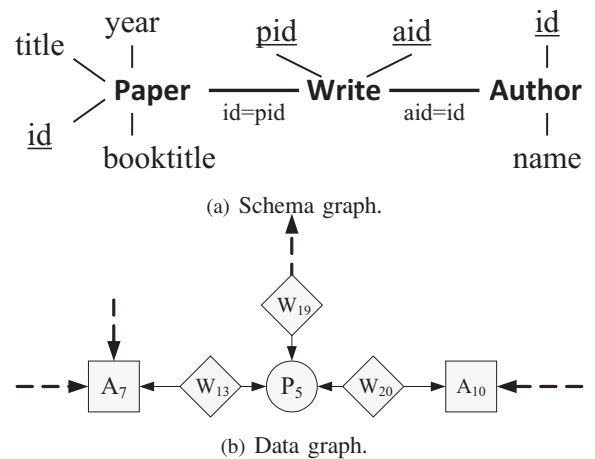 year
title
pid
aid
id
Paper
Write
Author
id=pid
aid=id
id
booktitle
name
(a) Schema graph.
W19
A7
W13
P5
W20
A10
(b) Data graph.